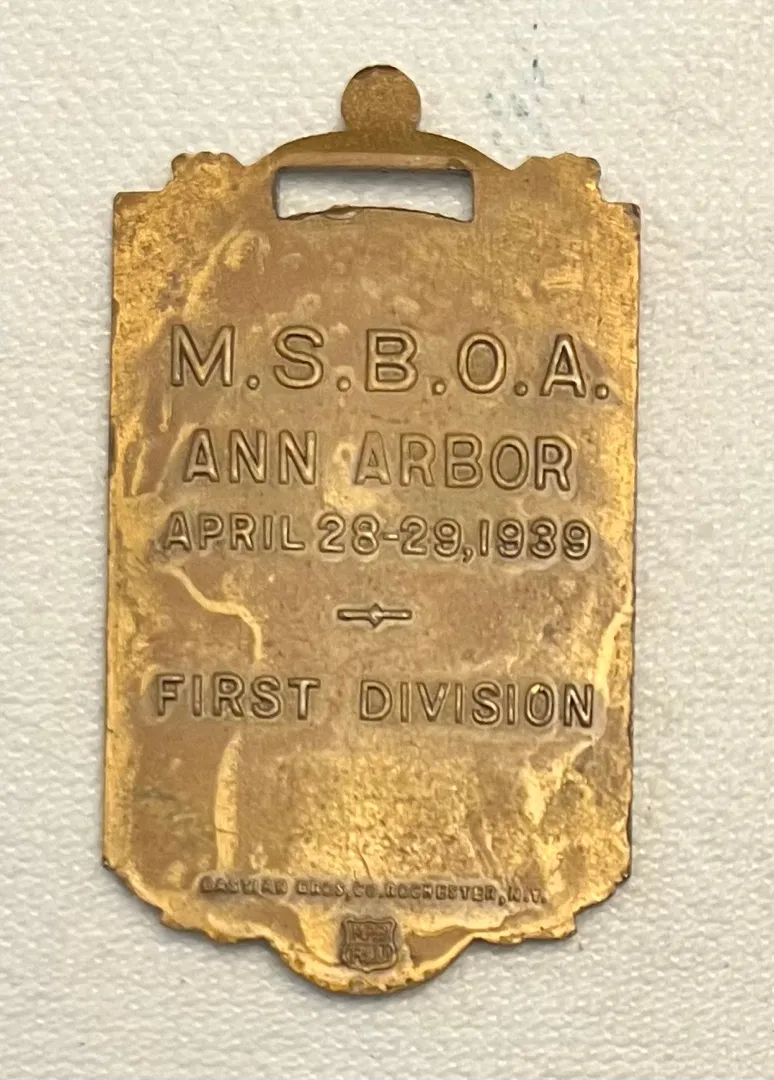 M.S.B.O.A.
ANN ARBOR
APRIL 28-29, 1939
FIRST DIVISION
BASTIAN BROS, CO. ROCHESTER, N.Y.